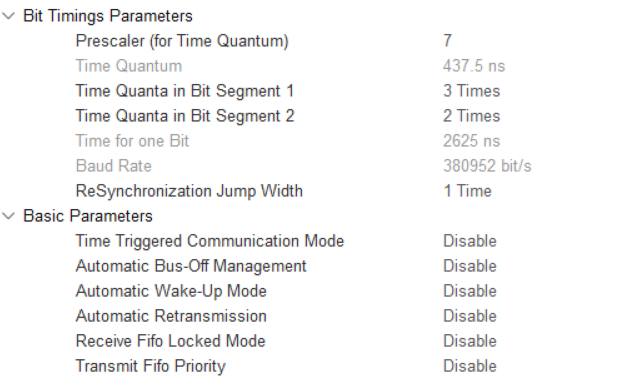 Bit Timings Parameters
Prescaler (for Time Quantum) 7
Time Quantum 437.5 ns
Time Quanta in Bit Segment 1 3 Times
Time Quanta in Bit Segment 2 2 Times
Time for one Bit 2625 ns
Baud Rate 380952 bit/s
ReSynchronization Jump Width 1 Time
Basic Parameters
Time Triggered Communication Mode Disable
Automatic Bus-Off Management Disable
Automatic Wake-Up Mode Disable
Automatic Retransmission Disable
Receive Fifo Locked Mode Disable
Transmit Fifo Priority Disable